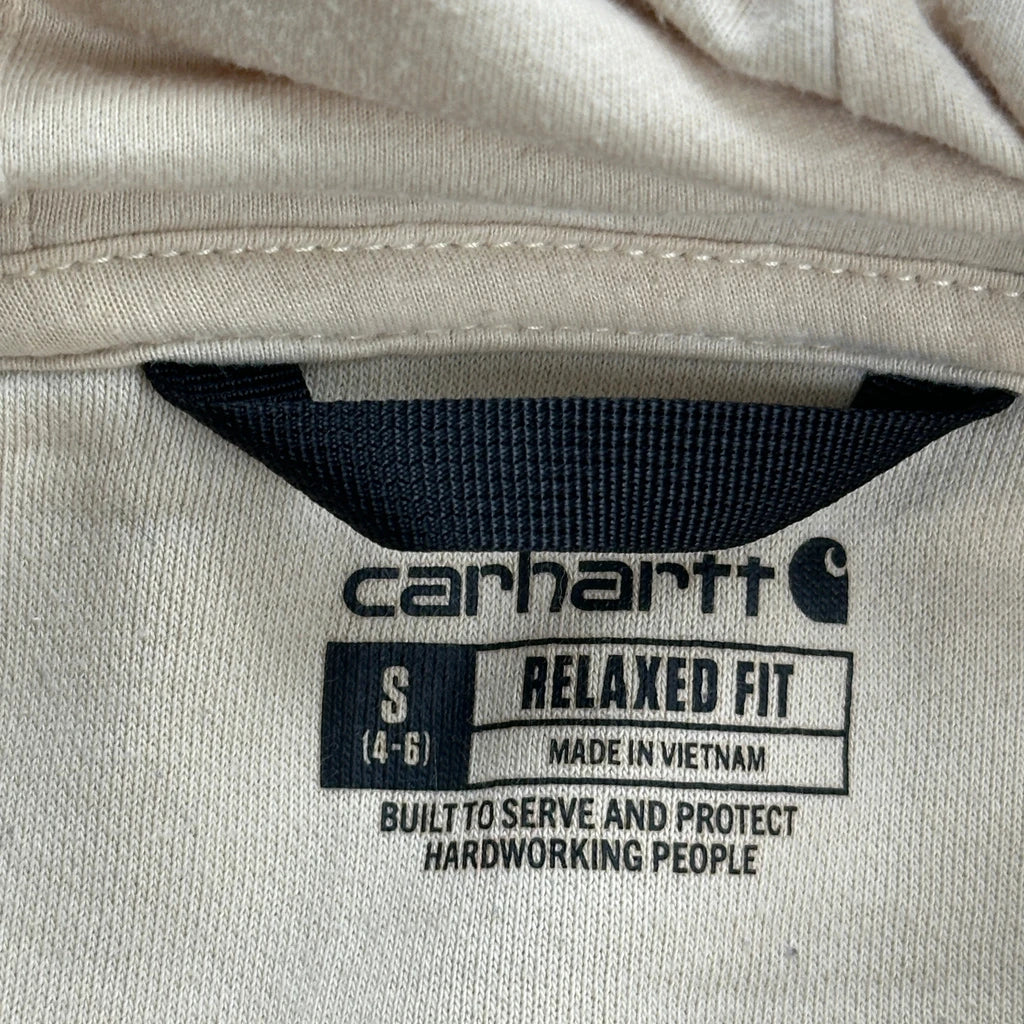 carhartt
S
(4-6)
RELAXED FIT
MADE IN VIETNAM
BUILT TO SERVE AND PROTECT
HARDWORKING PEOPLE